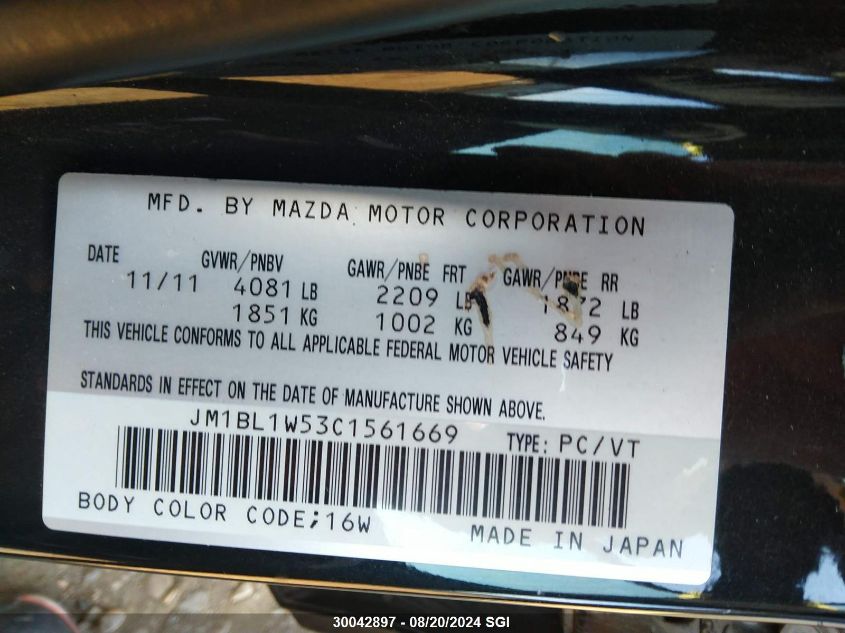 MFD. BY MAZDA MOTOR CORPORATION
DATE GVWR/PNBV GAWR/PNBE FRT GAWR/PNBE RR
11/11 4081 LB 2209 LB 1872 LB
1851 KG 1002 KG 849 KG
THIS VEHICLE CONFORMS TO ALL APPLICABLE FEDERAL MOTOR VEHICLE SAFETY
STANDARDS IN EFFECT ON THE DATE OF MANUFACTURE SHOWN ABOVE.
JM1BL1W53C1561669 TYPE: PC/VT
BODY COLOR CODE;16W MADE IN JAPAN
30042897 - 08/20/2024 SGI